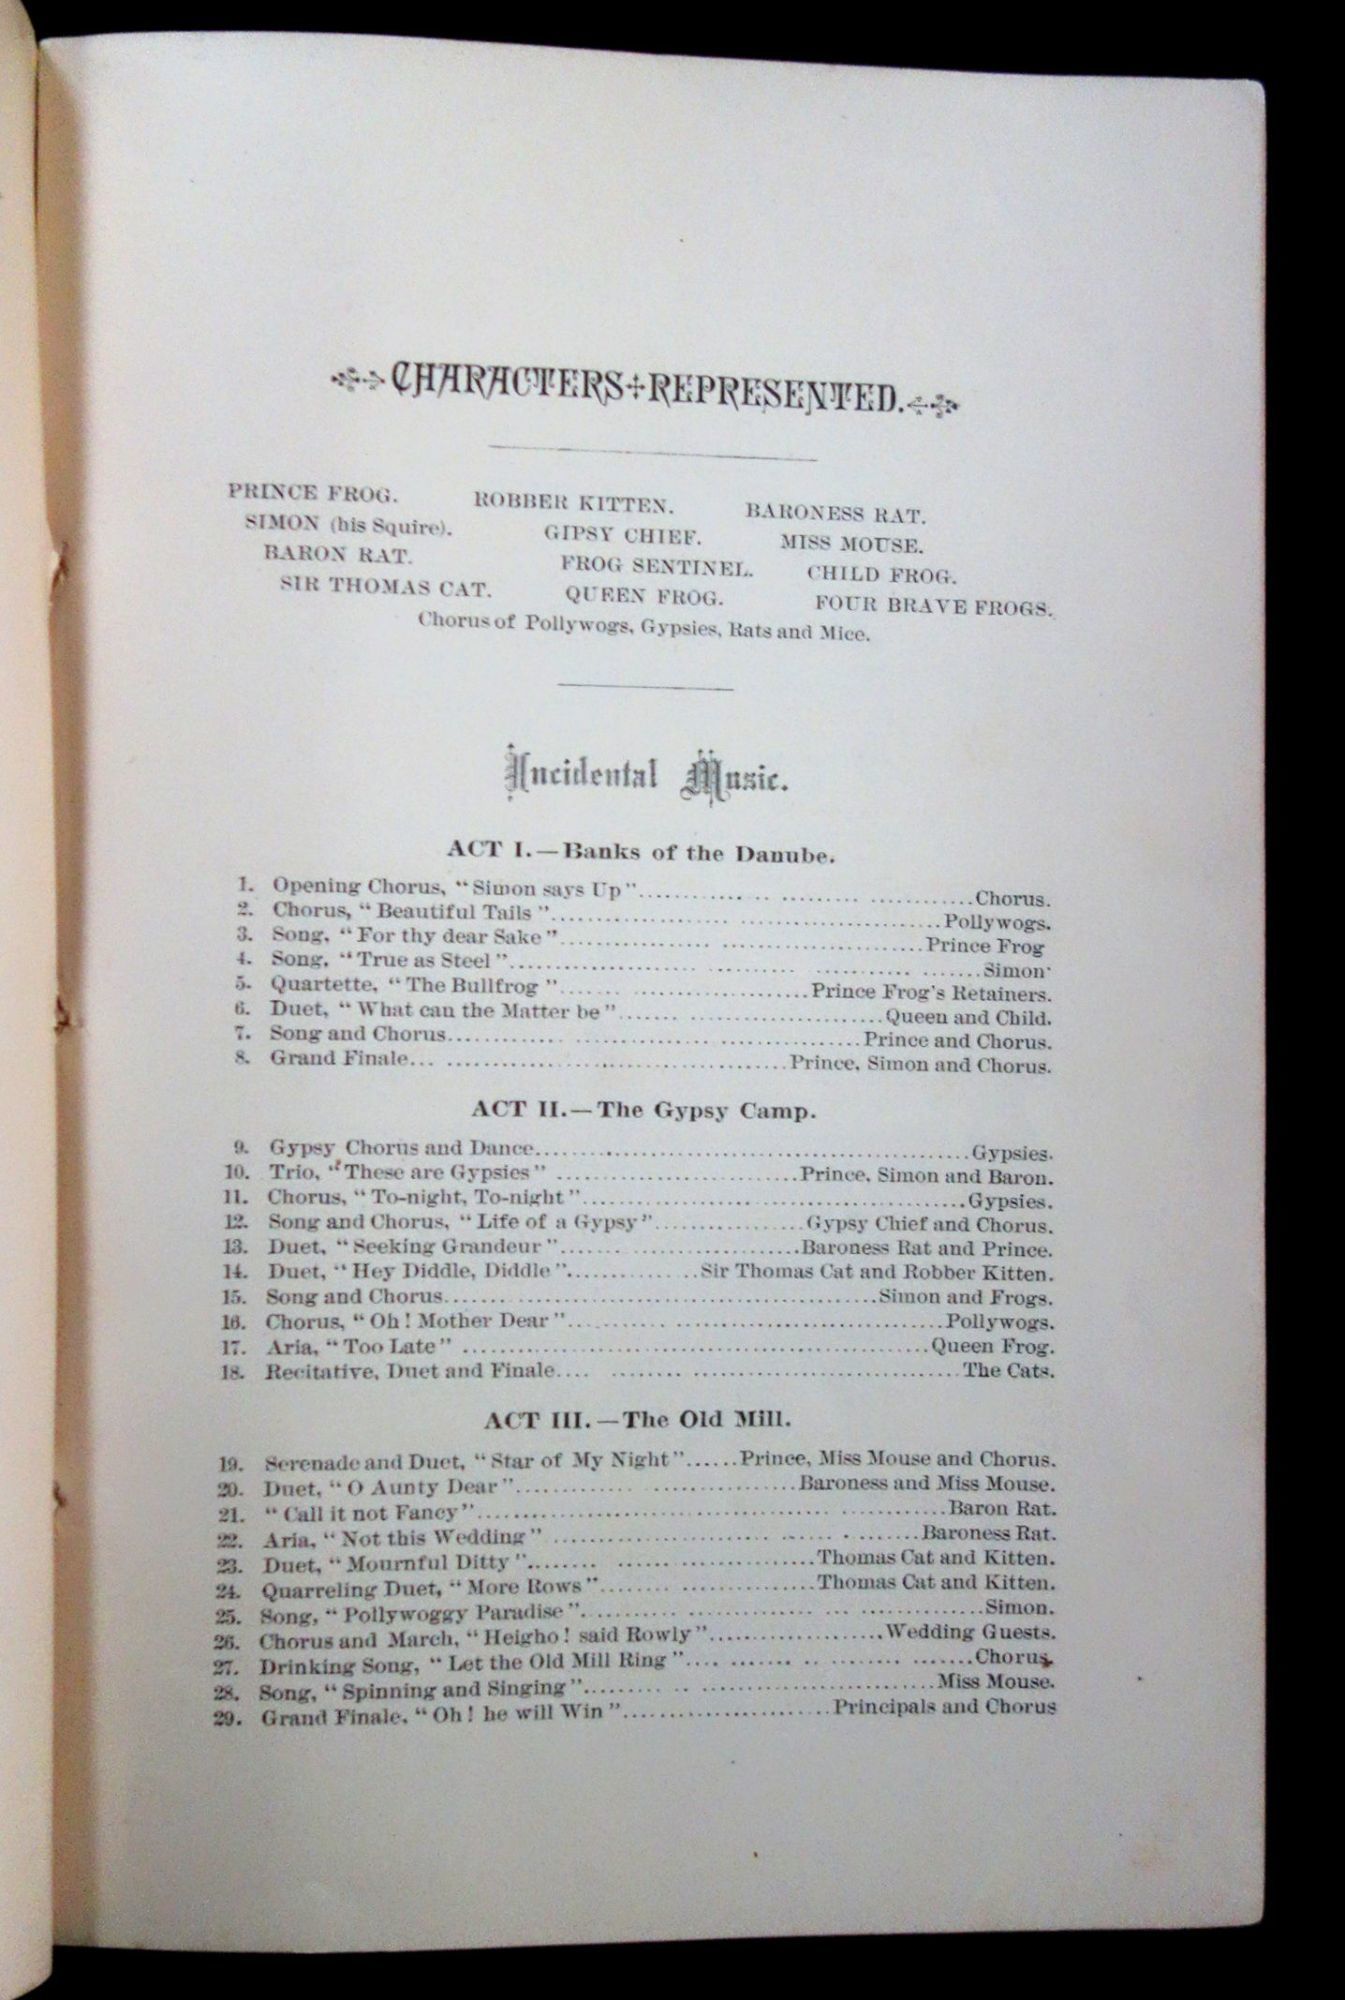 CHARACTERS REPRESENTED.
PRINCE FROG. ROBBER KITTEN. BARONESS RAT.
SIMON (his Squire). GIPSY CHIEF. MISS MOUSE.
BARON RAT. FROG SENTINEL. CHILD FROG.
SIR THOMAS CAT. QUEEN FROG. FOUR BRAVE FROGS.
Chorus of Pollywogs, Gypsies, Rats and Mice.
Incidental Music.
ACT I.—Banks of the Danube.
1. Opening Chorus, "Simon says Up" Chorus.
2. Chorus, "Beautiful Tails" Pollywogs.
3. Song, "For thy dear Sake" Prince Frog
4. Song, "True as Steel" Simon
5. Quartette, "The Bullfrog" Prince Frog's Retainers.
6. Duet, "What can the Matter be" Queen and Child.
7. Song and Chorus Prince and Chorus.
8. Grand Finale Prince, Simon and Chorus.
ACT II.—The Gypsy Camp.
9. Gypsy Chorus and Dance Gypsies.
10. Trio, "These are Gypsies" Prince, Simon and Baron.
11. Chorus, "To-night, To-night" Gypsies.
12. Song and Chorus, "Life of a Gypsy" Gypsy Chief and Chorus.
13. Duet, "Seeking Grandeur" Baroness Rat and Prince.
14. Duet, "Hey Diddle, Diddle" Sir Thomas Cat and Robber Kitten.
15. Song and Chorus Simon and Frogs.
16. Chorus, "Oh! Mother Dear" Pollywogs.
17. Aria, "Too Late" Queen Frog.
18. Recitative, Duet and Finale The Cats.
ACT III.—The Old Mill.
19. Serenade and Duet, "Star of My Night" Prince, Miss Mouse and Chorus.
20. Duet, "O Aunty Dear" Baroness and Miss Mouse.
21. "Call it not Fancy" Baron Rat.
22. Aria, "Not this Wedding" Baroness Rat.
23. Duet, "Mournful Ditty" Thomas Cat and Kitten.
24. Quarreling Duet, "More Rows" Thomas Cat and Kitten.
25. Song, "Pollywoggy Paradise" Simon.
26. Chorus and March, "Heigho! said Rowly" Wedding Guests.
27. Drinking Song, "Let the Old Mill Ring" Chorus
28. Song, "Spinning and Singing" Miss Mouse.
29. Grand Finale, "Oh! he will Win" Principals and Chorus